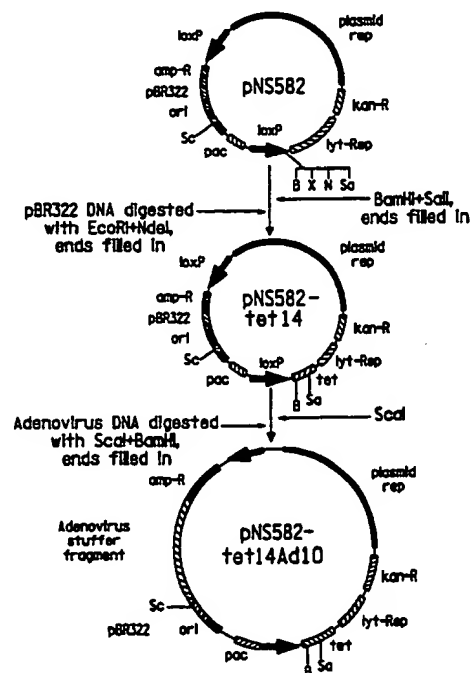 plasmid
rep
loxP
amp-R
pBR322
ori
Sc
pac
loxP
pNS582
kan-R
lyt-Rep
B X N Sa
pBR322 DNA digested
with EcoRI+NdeI,
ends filled in
BamHI+SalI,
ends filled in
plasmid
rep
loxP
amp-R
pBR322
ori
Sc
pac
loxP
pNS582-
tet14
kan-R
lyt-Rep
tet
B
Sa
Adenovirus DNA digested
with ScaI+BamHI,
ends filled in
ScaI
amp-R
plasmid
rep
Adenovirus
stuffer
fragment
pNS582-
tet14Ad10
kan-R
Sc
pBR322
ori
lyt-Rep
pac
tet
Sa